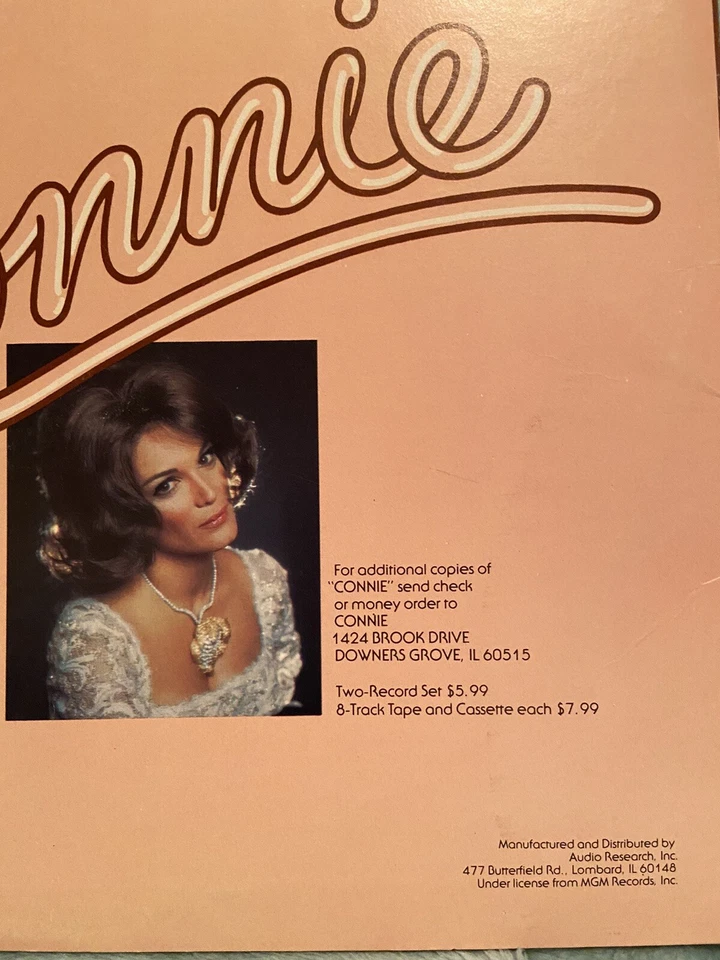 onnie
For additional copies of
"CONNIE" send check
or money order to
CONNIE
1424 BROOK DRIVE
DOWNERS GROVE, IL 60515
Two-Record Set $5.99
8-Track Tape and Cassette each $7.99
Manufactured and Distributed by
Audio Research, Inc.
477 Butterfield Rd., Lombard, IL 60148
Under license from MGM Records, Inc.